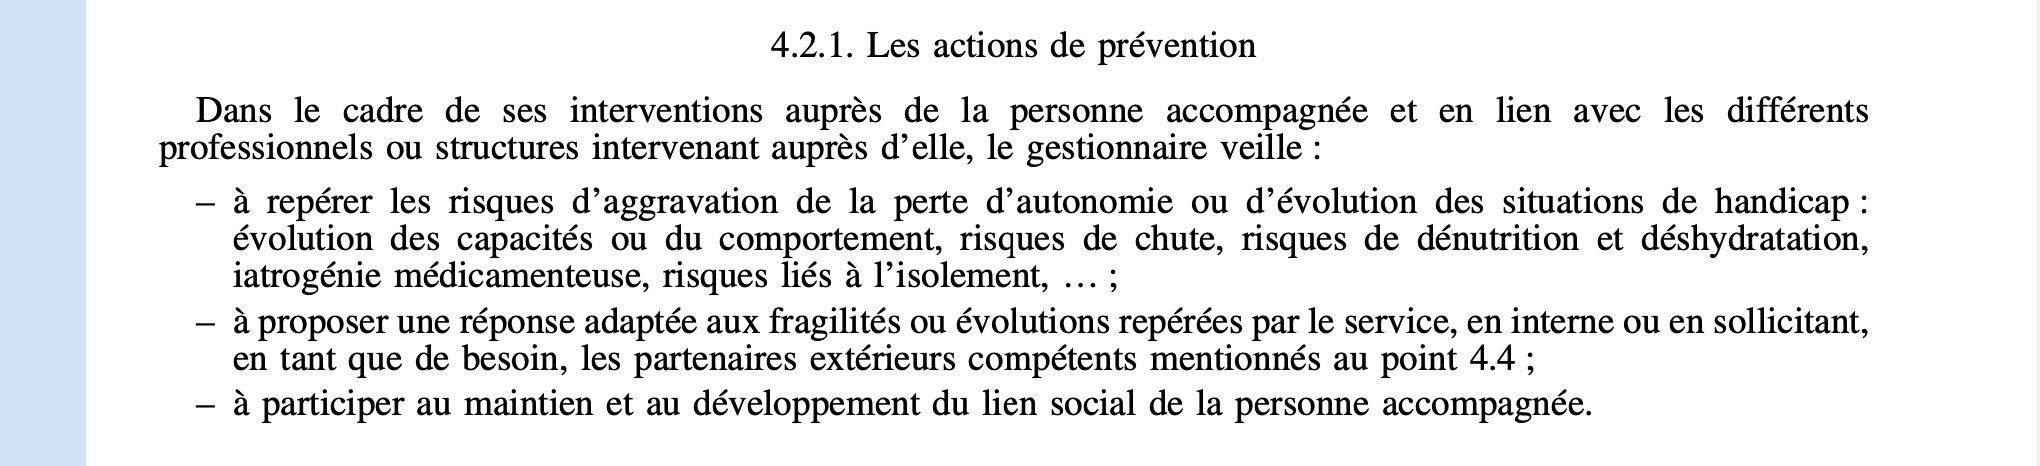 4.2.1. Les actions de prévention
Dans le cadre de ses interventions auprès de la personne accompagnée et en lien avec les différents
professionnels ou structures intervenant auprès d’elle, le gestionnaire veille :
– à repérer les risques d’aggravation de la perte d’autonomie ou d’évolution des situations de handicap :
évolution des capacités ou du comportement, risques de chute, risques de dénutrition et déshydratation,
iatrogénie médicamenteuse, risques liés à l’isolement, … ;
– à proposer une réponse adaptée aux fragilités ou évolutions repérées par le service, en interne ou en sollicitant,
en tant que de besoin, les partenaires extérieurs compétents mentionnés au point 4.4 ;
– à participer au maintien et au développement du lien social de la personne accompagnée.